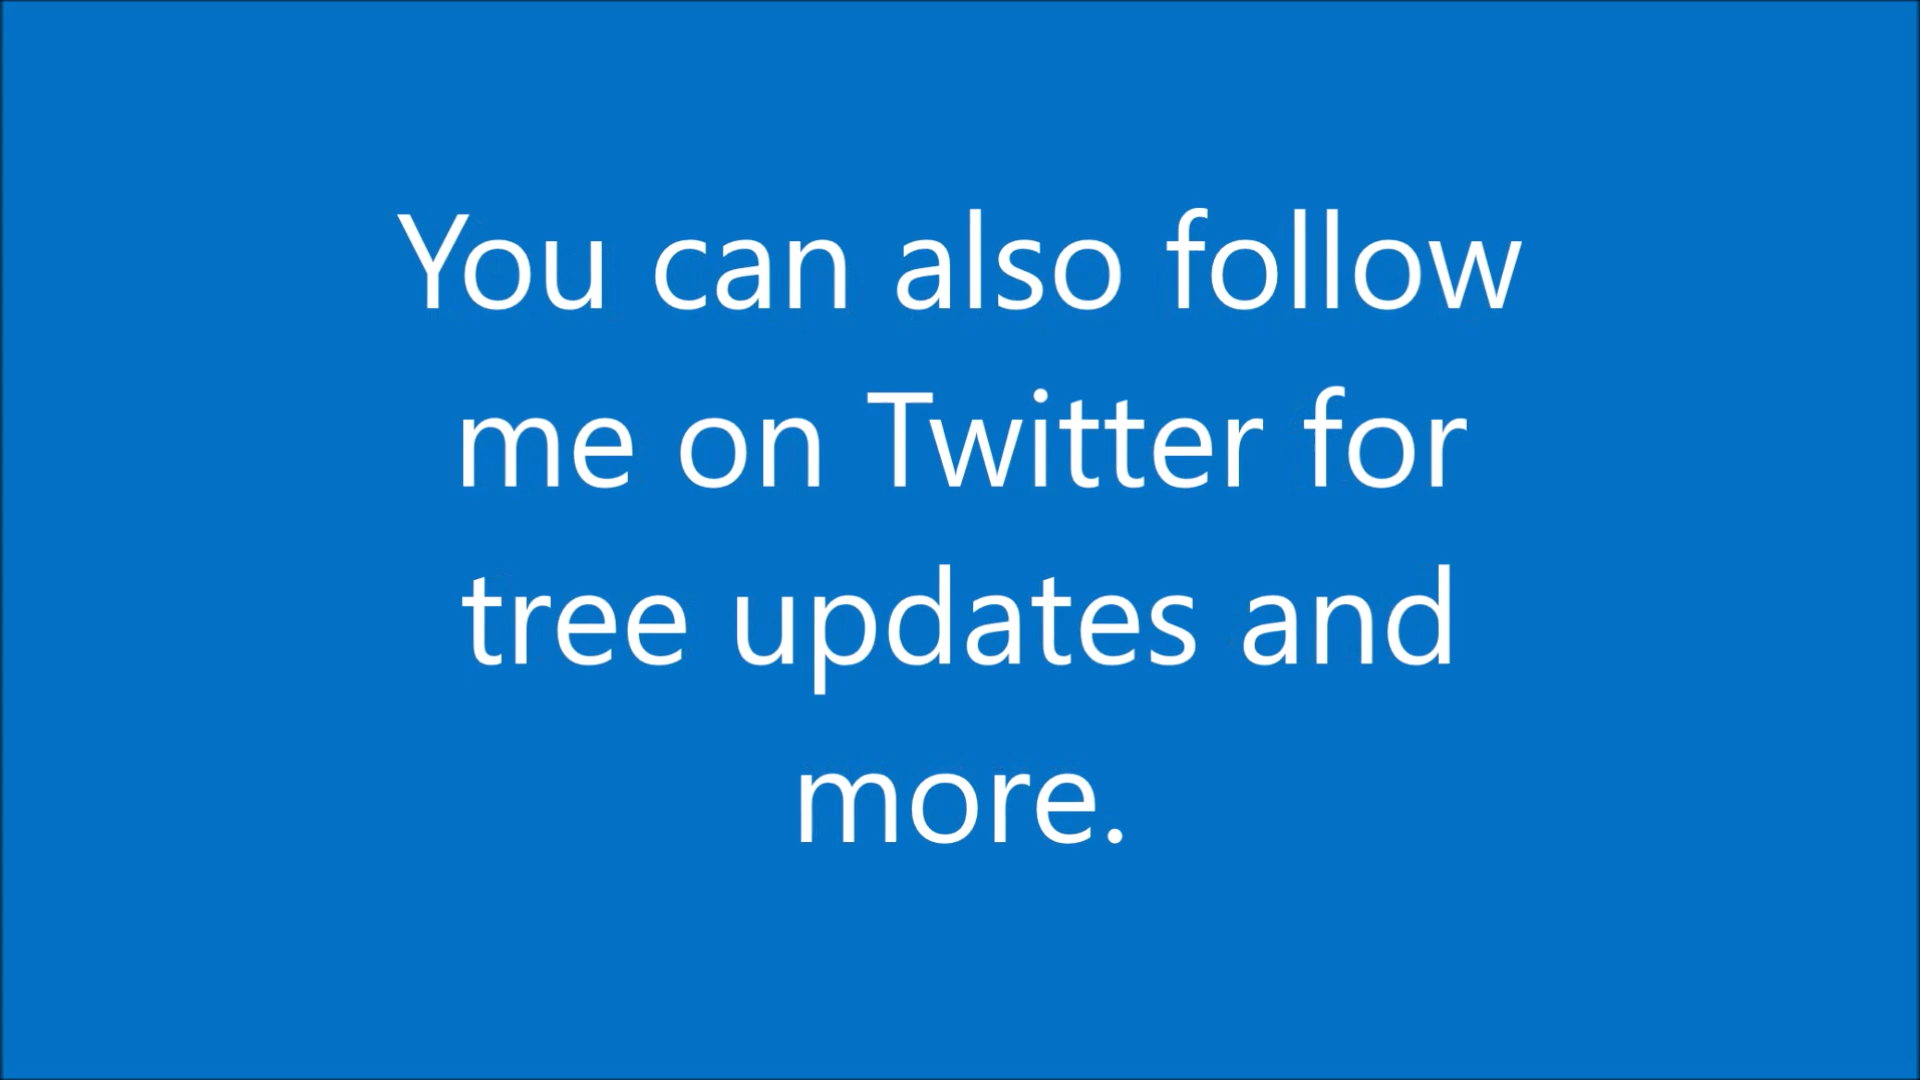 You can also follow
me on Twitter for
tree updates and
more.